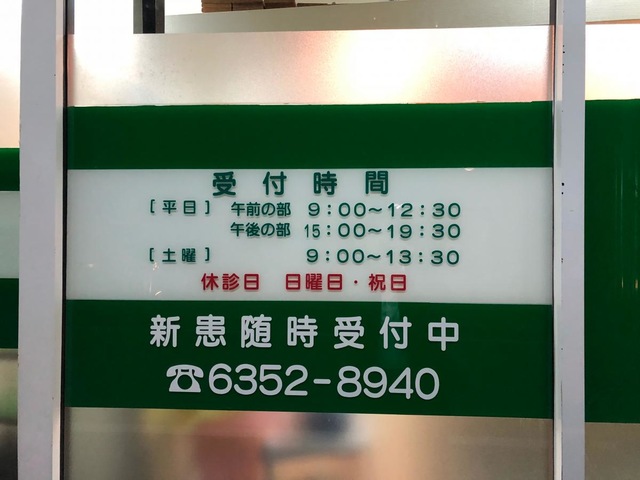 受付時間
[平日] 午前の部 9:00〜12:30
午後の部 15:00〜19:30
[土曜] 9:00〜13:30
休診日 日曜日・祝日
新患随時受付中
☎6352-8940